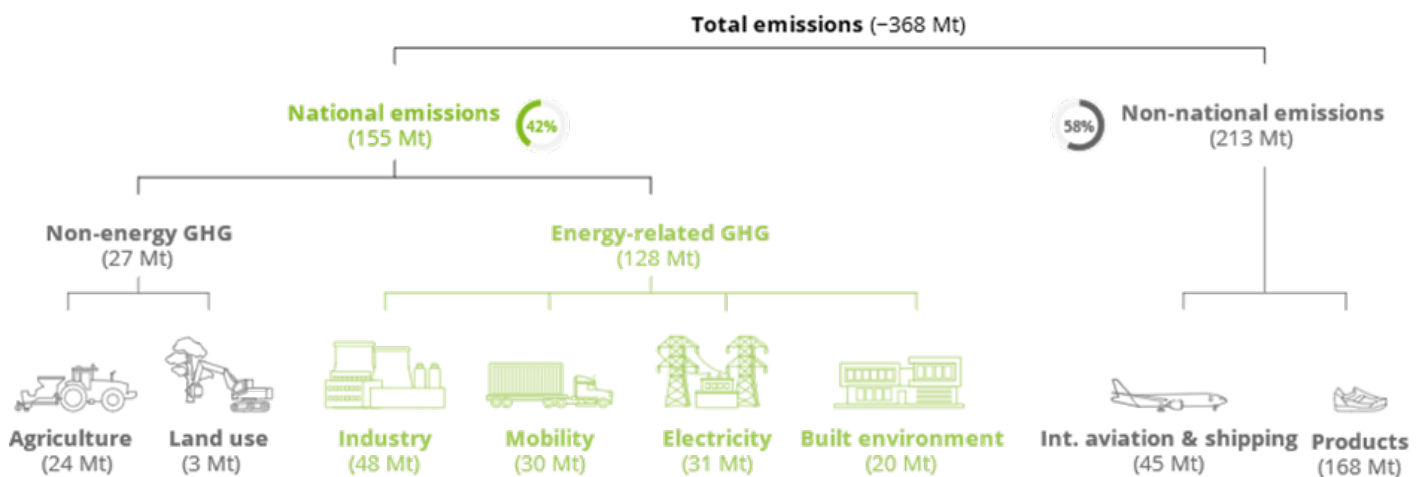 Total emissions (~368 Mt)
National emissions
(155 Mt)
42%
58%
Non-national emissions
(213 Mt)
Non-energy GHG
(27 Mt)
Energy-related GHG
(128 Mt)
Agriculture
(24 Mt)
Land use
(3 Mt)
Industry
(48 Mt)
Mobility
(30 Mt)
Electricity
(31 Mt)
Built environment
(20 Mt)
Int. aviation & shipping
(45 Mt)
Products
(168 Mt)